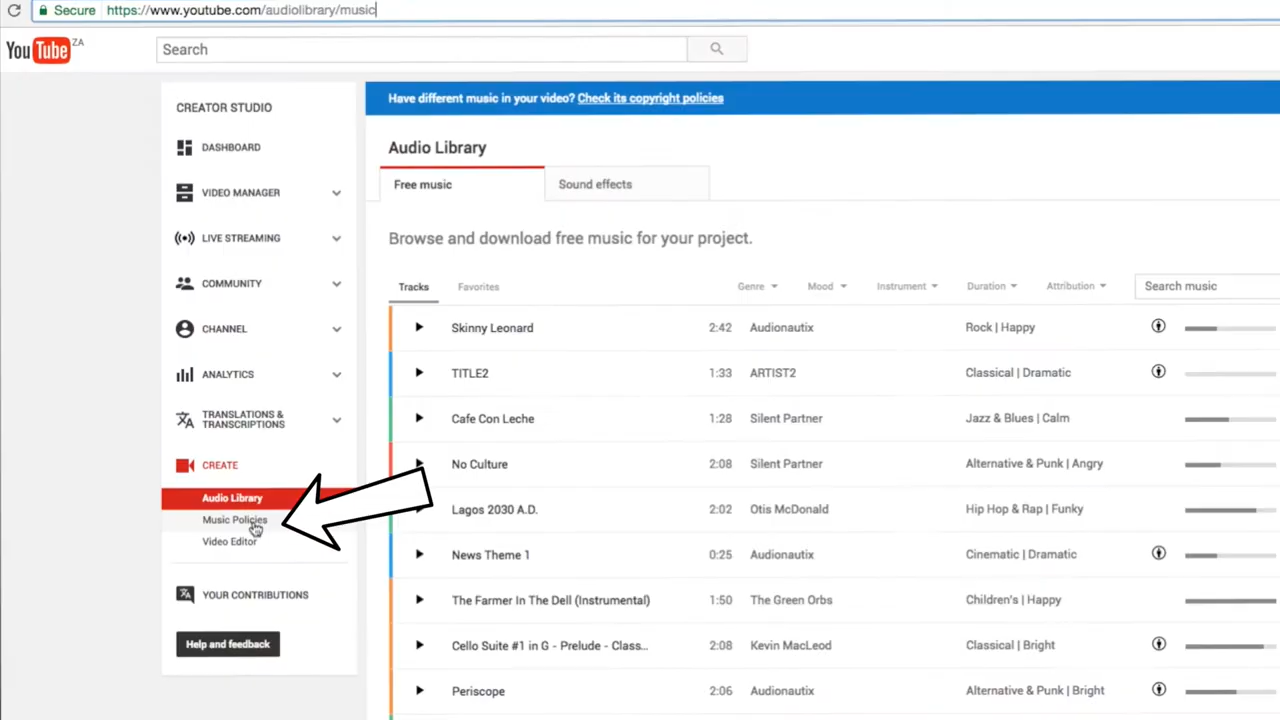 Secure https://www.youtube.com/audiolibrary/music
YouTube ZA
Search
CREATOR STUDIO
DASHBOARD
VIDEO MANAGER
LIVE STREAMING
COMMUNITY
CHANNEL
ANALYTICS
TRANSLATIONS &
TRANSCRIPTIONS
CREATE
Audio Library
Music Policies
Video Editor
YOUR CONTRIBUTIONS
Help and feedback
Have different music in your video? Check its copyright policies
Audio Library
Free music Sound effects
Browse and download free music for your project.
Tracks Favorites Genre Mood Instrument Duration Attribution Search music
Skinny Leonard 2:42 Audionautix Rock | Happy
TITLE2 1:33 ARTIST2 Classical | Dramatic
Cafe Con Leche 1:28 Silent Partner Jazz & Blues | Calm
No Culture 2:08 Silent Partner Alternative & Punk | Angry
Lagos 2030 A.D. 2:02 Otis McDonald Hip Hop & Rap | Funky
News Theme 1 0:25 Audionautix Cinematic | Dramatic
The Farmer In The Dell (Instrumental) 1:50 The Green Orbs Children's | Happy
Cello Suite #1 in G - Prelude - Class... 2:08 Kevin MacLeod Classical | Bright
Periscope 2:06 Audionautix Alternative & Punk | Bright